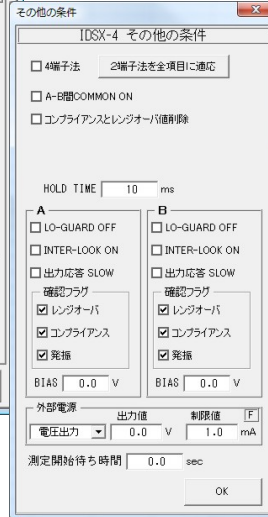 その他の条件
IDSX-4 その他の条件
4端子法 2端子法を全項目に適応
A-B間COMMON ON
コンプライアンスとレンジオーバ値削除
HOLD TIME 10 ms
A
LO-GUARD OFF
INTER-LOOK ON
出力応答 SLOW
確認フラグ
レンジオーバ
コンプライアンス
発振
BIAS 0.0 V
B
LO-GUARD OFF
INTER-LOOK ON
出力応答 SLOW
確認フラグ
レンジオーバ
コンプライアンス
発振
BIAS 0.0 V
外部電源
出力値 制限値 F
電圧出力 0.0 V 1.0 mA
測定開始待ち時間 0.0 sec
OK